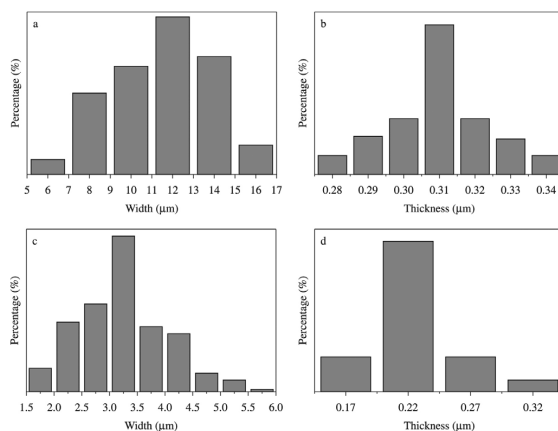 a
Percentage (%)
5 6 7 8 9 10 11 12 13 14 15 16 17
Width (μm)
b
Percentage (%)
0.28 0.29 0.30 0.31 0.32 0.33 0.34
Thickness (μm)
c
Percentage (%)
1.5 2.0 2.5 3.0 3.5 4.0 4.5 5.0 5.5 6.0
Width (μm)
d
Percentage (%)
0.17 0.22 0.27 0.32
Thickness (μm)